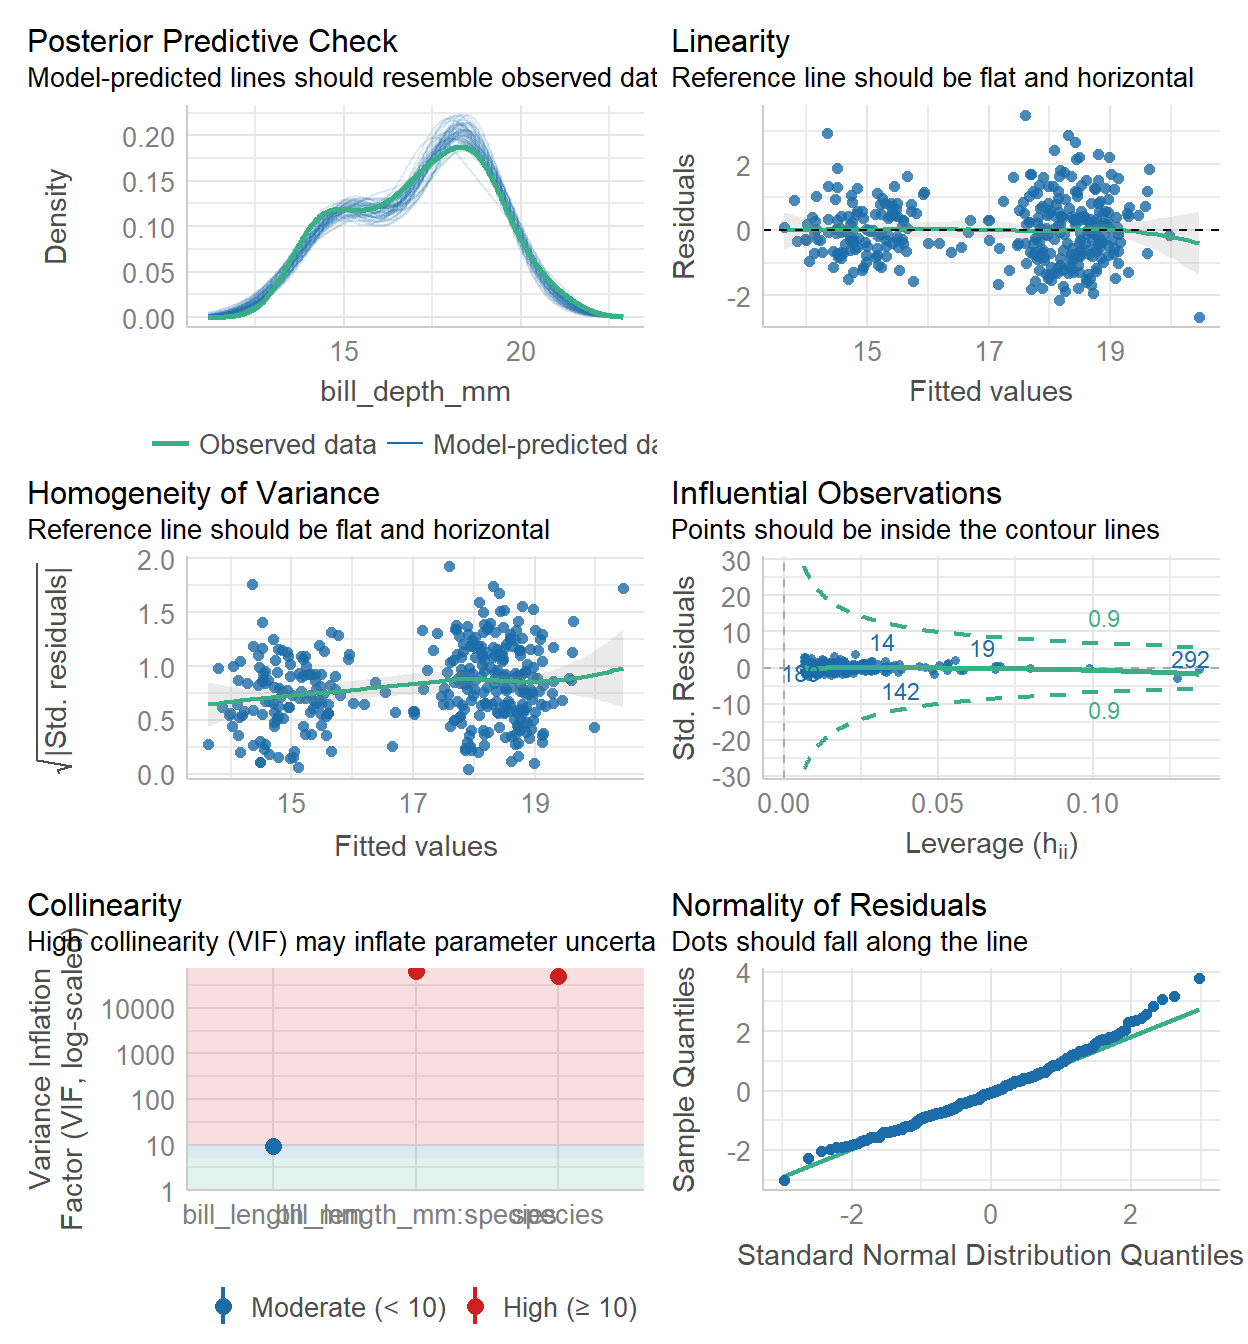 Posterior Predictive Check
Model-predicted lines should resemble observed dat
0.20
0.15
0.10
0.05
0.00
Density
15
20
bill_depth_mm
Observed data
Model-predicted da
Linearity
Reference line should be flat and horizontal
2
0
-2
Residuals
15
17
19
Fitted values
Homogeneity of Variance
Reference line should be flat and horizontal
2.0
1.5
1.0
0.5
0.0
√|Std. residuals|
15
17
19
Fitted values
Influential Observations
Points should be inside the contour lines
30
20
10
0
-10
-20
-30
Std. Residuals
0.9
14
19
292
142
0.9
0.00
0.05
0.10
Leverage (hii)
Collinearity
High collinearity (VIF) may inflate parameter uncerta
10000
1000
100
10
1
Variance Inflation
Factor (VIF, log-scaled)
bill_length_mm
bill_length_mm:species
species
Moderate (< 10)
High (≥ 10)
Normality of Residuals
Dots should fall along the line
4
2
0
-2
Sample Quantiles
-2
0
2
Standard Normal Distribution Quantiles